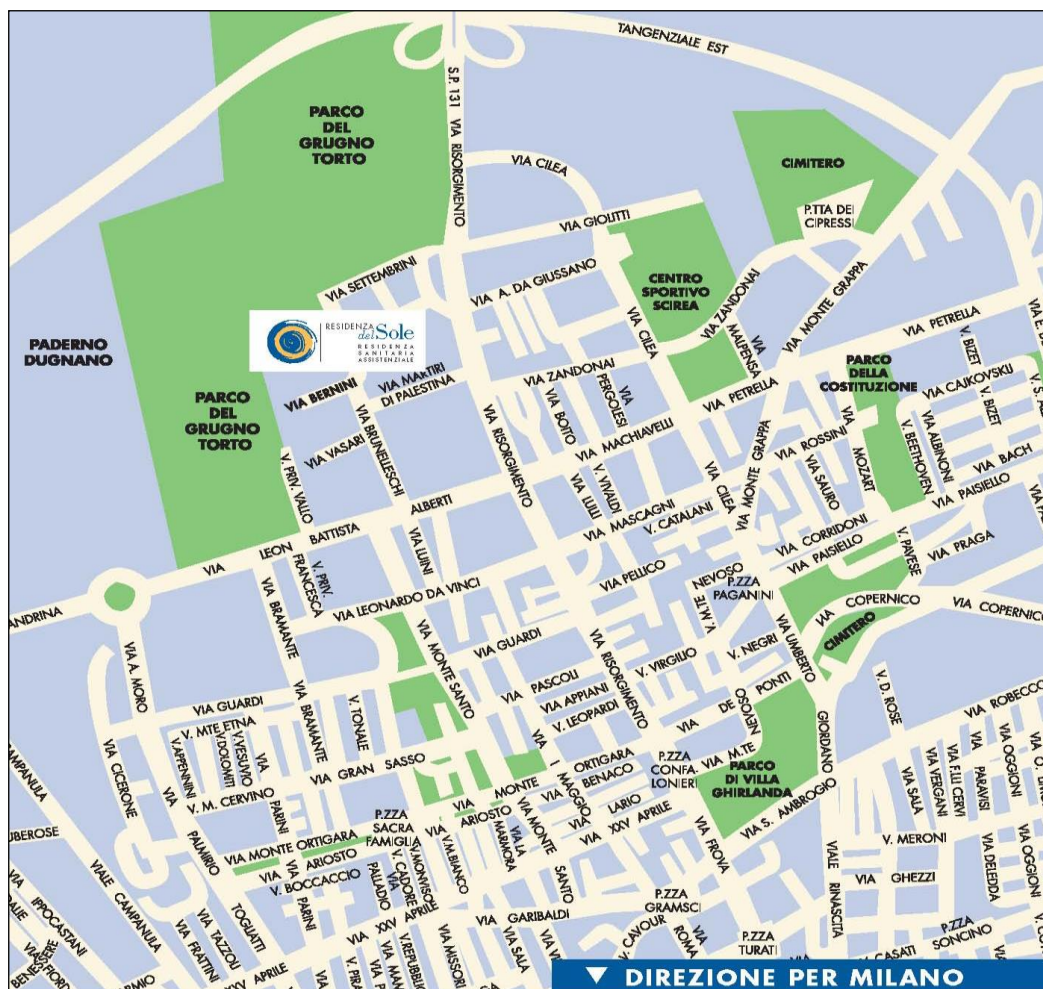 TANGENZIALE EST
S.P. 131 VIA RISORGIMENTO
PARCO
DEL
GRUGNO
TORTO
VIA CILEA
CIMITERO
P.TTA DEI
CIPRESSI
VIA GIOLITTI
VIA SETTEMBRINI
VIA A. DA GIUSSANO
CENTRO
SPORTIVO
SCIREA
VIA ZANDONAI
VIA MONTE GRAPPA
VIA PETRELLA
RESIDENZA
del Sole
RESIDENZA
SANITARIA
ASSISTENZIALE
PADERNO
DUGNANO
VIA CILEA
VIA MALPENSA
V. BIZET
PARCO
DELLA
COSTITUZIONE
VIA CAJKOVSKIJ
V. BIZET
VIA BERNINI
VIA MARTIRI
DI PALESTINA
VIA ZANDONAI
VIA PERGOLESI
VIA PETRELLA
PARCO
DEL
GRUGNO
TORTO
VIA VASARI
VIA BRUNELLESCHI
VIA RISORGIMENTO
VIA BOITO
VIA MACHIAVELLI
VIA ROSSINI
VIA MOZART
V. BEETHOVEN
VIA ALBINONI
VIA BACH
V. PRIV. VALLO
VIA LULLI
V. VIVALDI
VIA CILEA
VIA MONTE GRAPPA
VIA SAURO
VIA PAISIELLO
VIA LEON BATTISTA ALBERTI
VIA MASCAGNI
V. CATALANI
VIA CORRIDONI
VIA PAISIELLO
V. PAVESE
VIA PRAGA
V. PRIV. FRANCESCA
VIA LUINI
VIA LEONARDO DA VINCI
VIA PELLICO
V. M.TE NEVOSO
P.ZZA
PAGANINI
VIA COPERNICO
VIA COPERNICO
ANDRINA
VIA A. MORO
VIA BRAMANTE
VIA MONTE SANTO
VIA GUARDI
VIA RISORGIMENTO
V. VIRGILIO
V. NEGRI
VIA UMBERTO
CIMITERO
VIA GUARDI
V. MTE ETNA
VIA BRAMANTE
V. TONALE
VIA PASCOLI
VIA APPIANI
V. LEOPARDI
VIA DE PONTI
GIORDANO
V. D. ROSE
VIA ROBECCO
VIA CICERONE
V.APPENNINI
V.DOLOMITI
V.VESUVIO
VIA PARINI
VIA GRAN SASSO
VIA I MAGGIO
VIA MONTE ORTIGARA
VIA BENACO
P.ZZA
CONFA-
LONIERI
VIA M.TE NEVOSO
PARCO
DI VILLA
GHIRLANDA
V. M. CERVINO
P.ZZA
SACRA
FAMIGLIA
VIA ARIOSTO
VIA LARIO
VIA XXV APRILE
VIA S. AMBROGIO
VIA SALA
VIA VERGANI
VIA F.LLI CERVI
VIA PARAVISI
VIA OGGIONI
CAMPANULA
UBEROSE
VIA PALMIRO TOGLIATTI
VIA MONTE ORTIGARA
VIA ARIOSTO
V. BOCCACCIO
VIA PARINI
VIA PALLADIO
V. CADORE
V.MONVISO
V.M.BIANCO
VIA LA MARMORA
VIA MONTE SANTO
VIA FROVA
V. MERONI
VIA DELEDDA
VIA OGGIONI
VIALE CAMPANULA
VIA GARIBALDI
P.ZZA
GRAMSCI
VIALE RINASCITA
VIA GHEZZI
IPPOCASTANI
VIA FRATTINI
VIA TAZZOLI
VIA XXV APRILE
VIA MISSORI
VIA SALA
V. CAVOUR
VIA ROMA
P.ZZA
TURATI
V. CASATI
P.ZZA
SONCINO
XXV APRILE
DIREZIONE PER MILANO